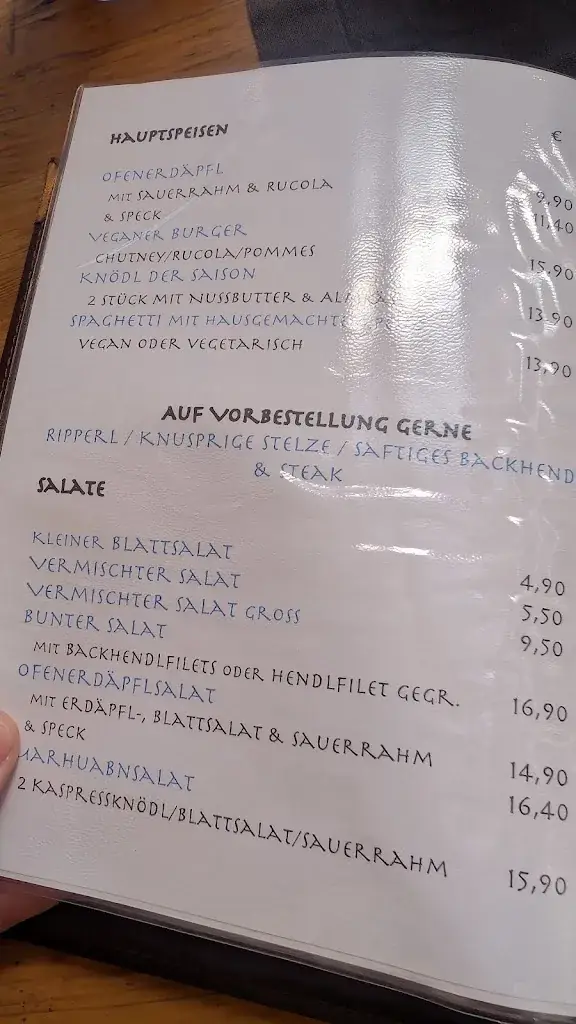 HAUPTSPEISEN €
OFENERDÄPFL
MIT SAUERRAHM & RUCOLA 9,90
& SPECK 11,40
VEGANER BURGER
CHUTNEY/RUCOLA/POMMES 15,90
KNÖDL DER SAISON
2 STÜCK MIT NUSSBUTTER & 13,90
SPAGHETTI MIT
VEGAN ODER VEGETARISCH 13,90
AUF VORBESTELLUNG GERNE
RIPPERL / KNUSPRIGE STELZE / SAFTIGES BACKHEND
& STEAK
SALATE
KLEINER BLATTSALAT 4,90
VERMISCHTER SALAT 5,50
VERMISCHTER SALAT GROSS 9,50
BUNTER SALAT
MIT BACKHENDLFILETS ODER HENDLFILET GEGR. 16,90
OFENERDÄPFLSALAT
MIT ERDÄPFL-, BLATTSALAT & SAUERRAHM 14,90
& SPECK 16,40
MARHUABNSALAT
2 KASPRESSKNÖDL/BLATTSALAT/SAUERRAHM 15,90